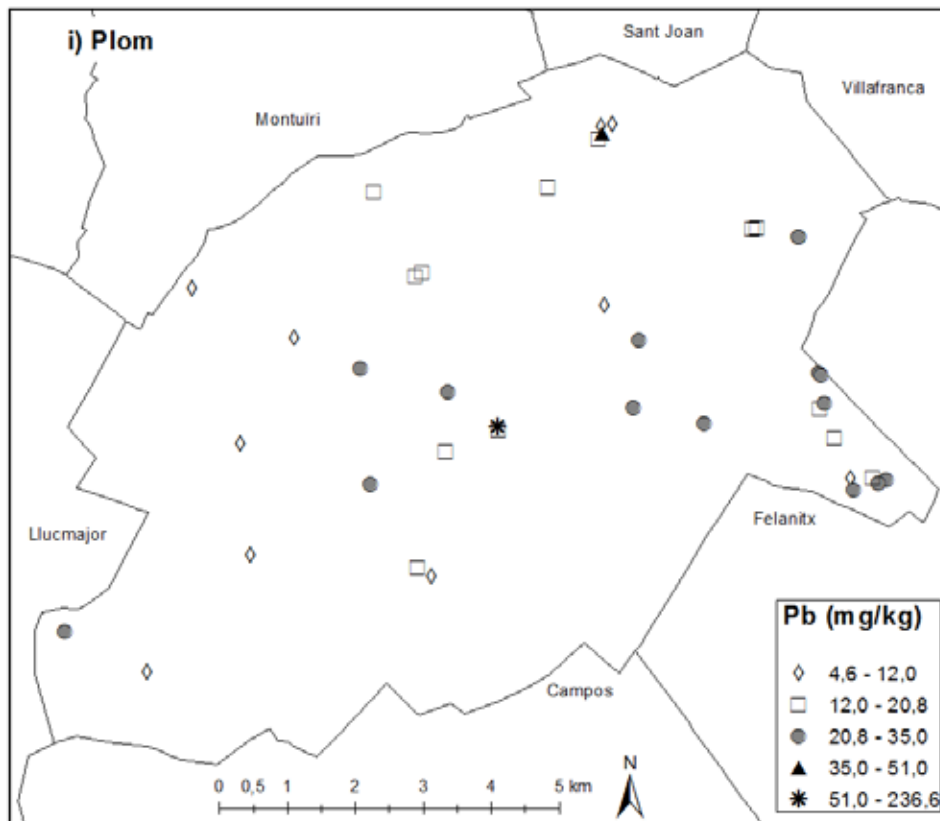 i) Plom
Sant Joan
Villafranca
Montuïri
Llucmajor
Felanitx
Campos
Pb (mg/kg)
4,6 - 12,0
12,0 - 20,8
20,8 - 35,0
35,0 - 51,0
51,0 - 236,6
N
0 0,5 1 2 3 4 5 km